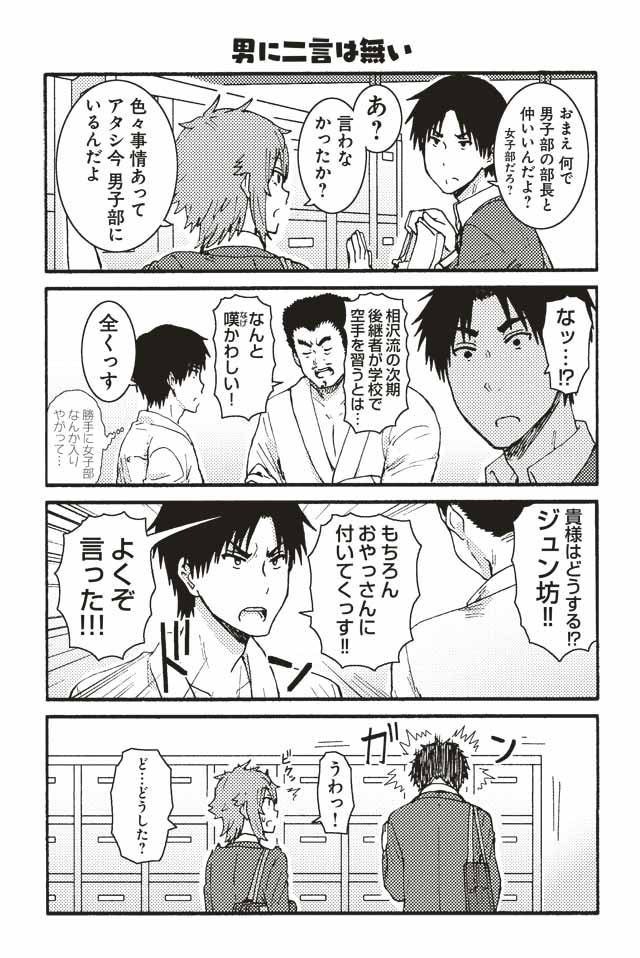 男に二言は無い
おまえ 何で
男子部の部長と
仲いいんだよ?
女子部だろ?
あ?
言わな
かったか?
色々事情あって
アタシ今 男子部に
いるんだよ
なッ…!?
相沢流の次期
後継者が学校で
空手を習うとは…
なんと
嘆かわしい!
なげ
全くっす
勝手に女子部
なんか入り
やがって…
貴様はどうする!?
ジュン坊!!
もちろん
おやっさんに
付いてくっす!!
よくぞ
言った!!!
ドン
ガン
うわっ!
ビクッ
ど…どうした?